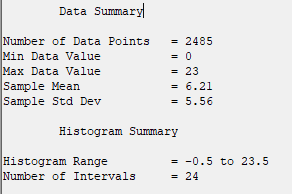 Data Summary
Number of Data Points = 2485
Min Data Value = 0
Max Data Value = 23
Sample Mean = 6.21
Sample Std Dev = 5.56
Histogram Summary
Histogram Range = -0.5 to 23.5
Number of Intervals = 24